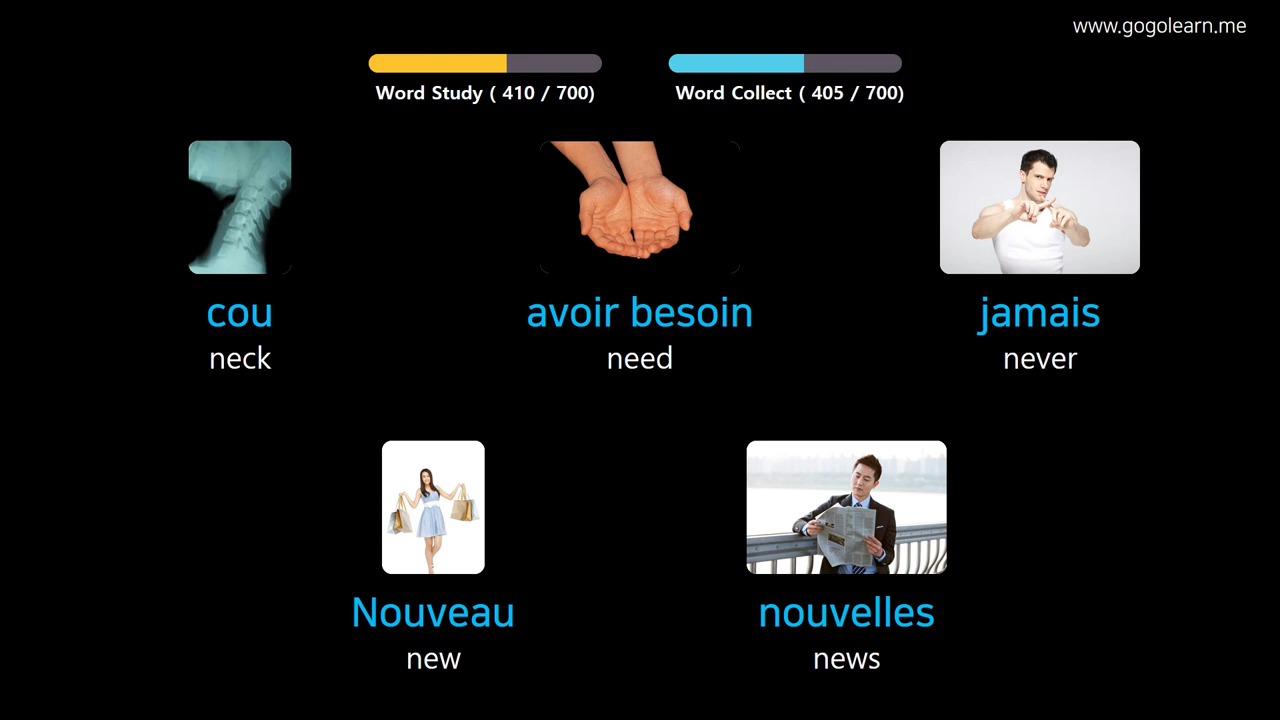 www.gogolearn.me
Word Study ( 410 / 700)
Word Collect ( 405 / 700)
cou
neck
avoir besoin
need
jamais
never
Nouveau
new
nouvelles
news